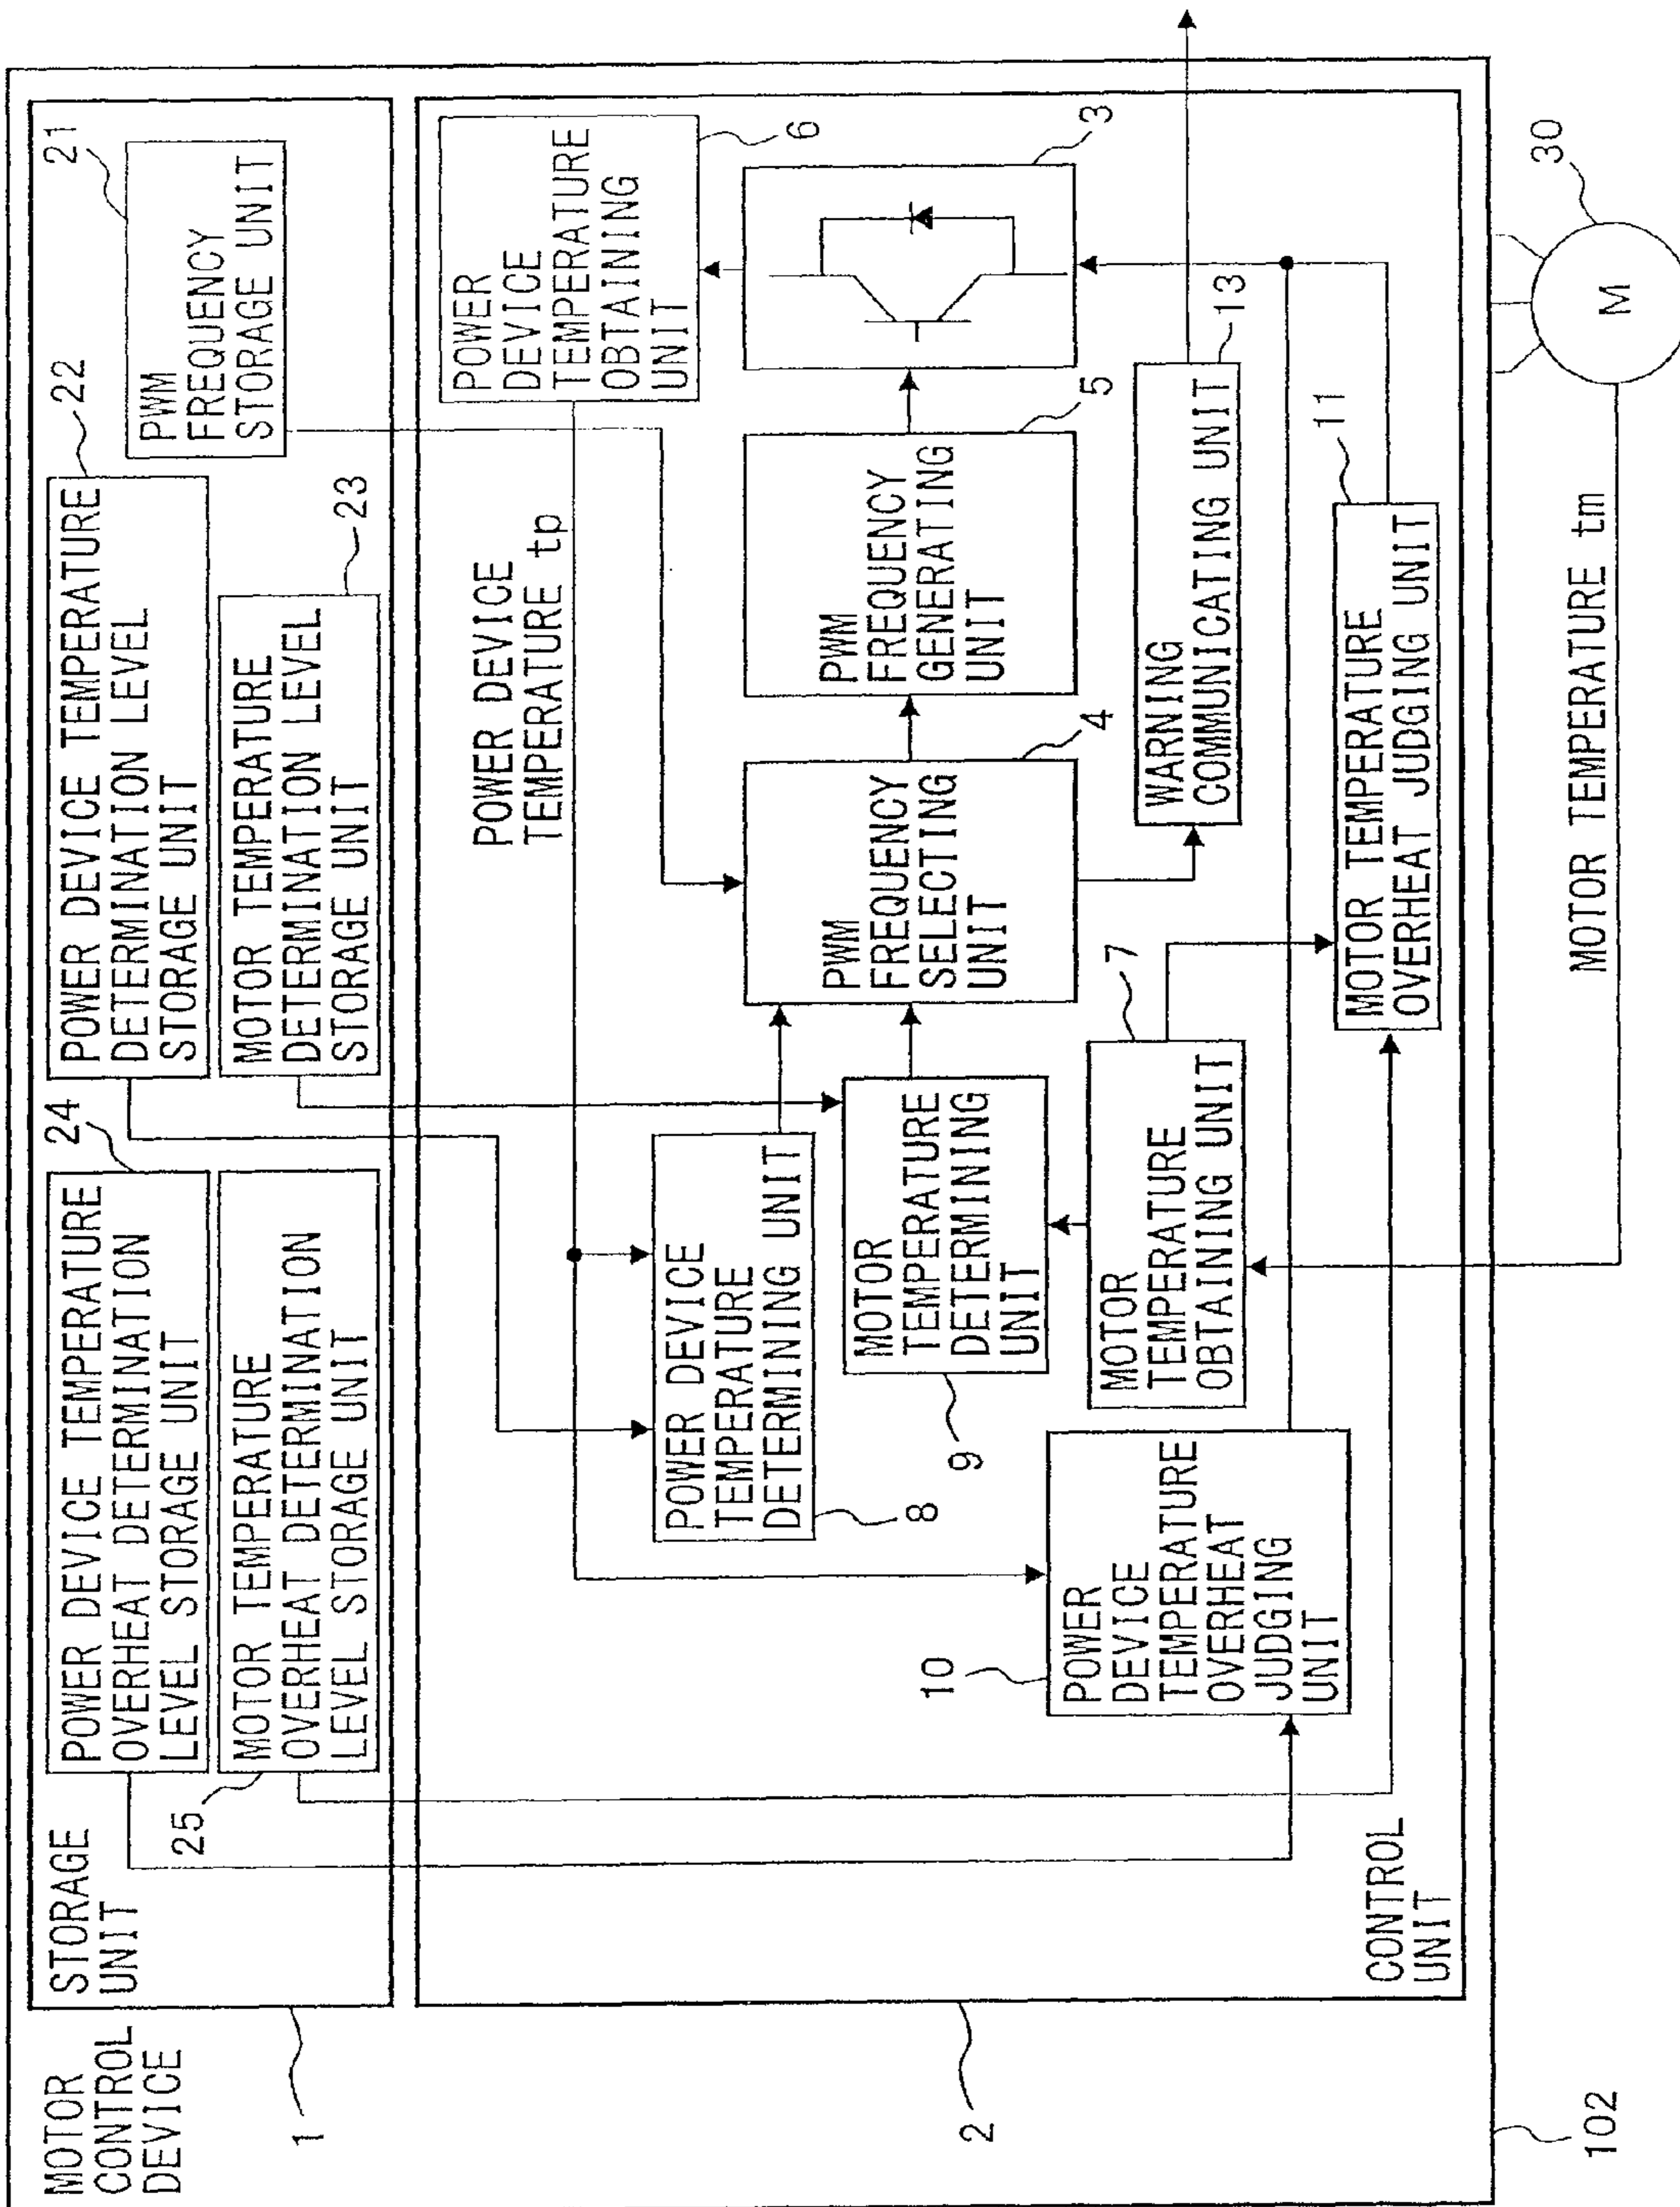 MOTOR
CONTROL
DEVICE
1
STORAGE
UNIT
POWER DEVICE TEMPERATURE
OVERHEAT DETERMINATION
LEVEL STORAGE UNIT
24
25
MOTOR TEMPERATURE
OVERHEAT DETERMINATION
LEVEL STORAGE UNIT
POWER DEVICE TEMPERATURE
DETERMINATION LEVEL
STORAGE UNIT
22
MOTOR TEMPERATURE
DETERMINATION LEVEL
STORAGE UNIT
23
PWM
FREQUENCY
STORAGE UNIT
21
2
POWER DEVICE
TEMPERATURE tp
POWER
DEVICE
TEMPERATURE
OBTAINING
UNIT
6
POWER DEVICE
TEMPERATURE
DETERMINING UNIT
8
MOTOR
TEMPERATURE
DETERMINING
UNIT
9
PWM
FREQUENCY
SELECTING
UNIT
4
PWM
FREQUENCY
GENERATING
UNIT
5
3
10
POWER
DEVICE
TEMPERATURE
OVERHEAT
JUDGING
UNIT
MOTOR
TEMPERATURE
OBTAINING UNIT
7
WARNING
COMMUNICATING UNIT
13
MOTOR TEMPERATURE
OVERHEAT JUDGING UNIT
11
CONTROL
UNIT
102
MOTOR TEMPERATURE tm
M
30